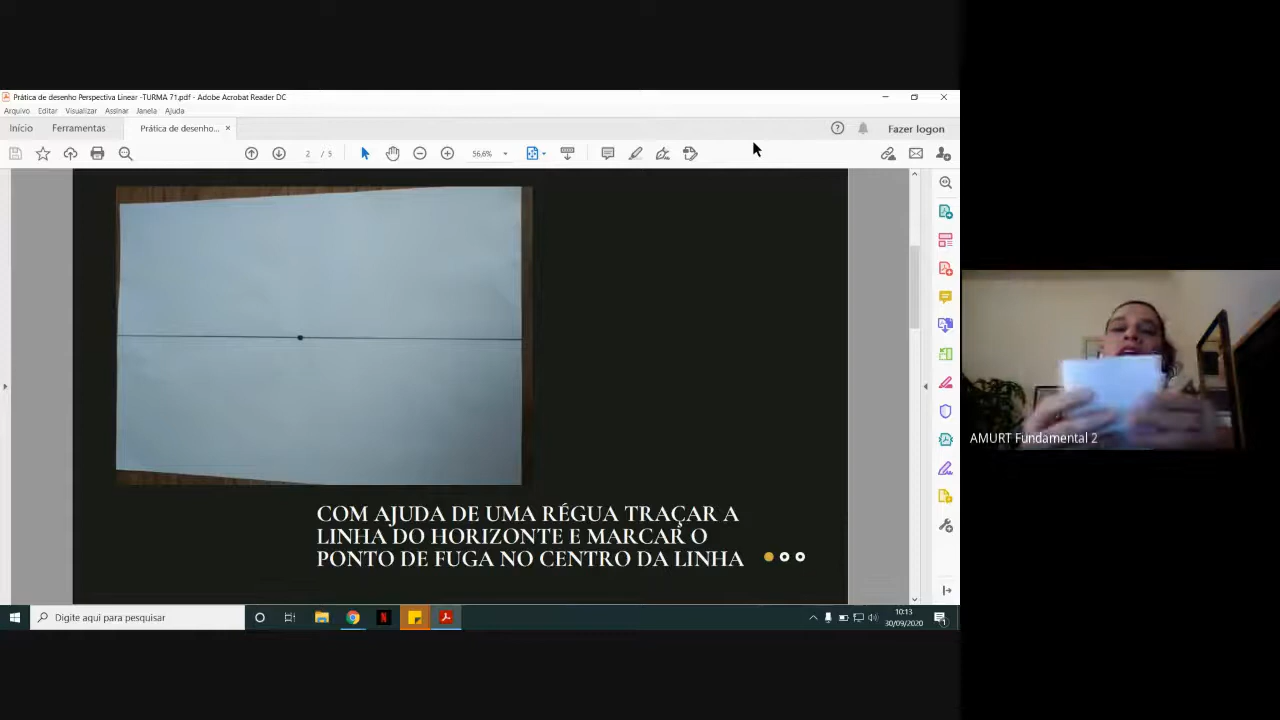 Prática de desenho Perspectiva Linear -TURMA 71.pdf - Adobe Acrobat Reader DC
Arquivo Editar Visualizar Assinar Janela Ajuda
Início Ferramentas Prática de desenho... × Fazer logon
2 / 5 56,6%
COM AJUDA DE UMA RÉGUA TRAÇAR A
LINHA DO HORIZONTE E MARCAR O
PONTO DE FUGA NO CENTRO DA LINHA
AMURT Fundamental 2
Digite aqui para pesquisar
10:13
30/09/2020